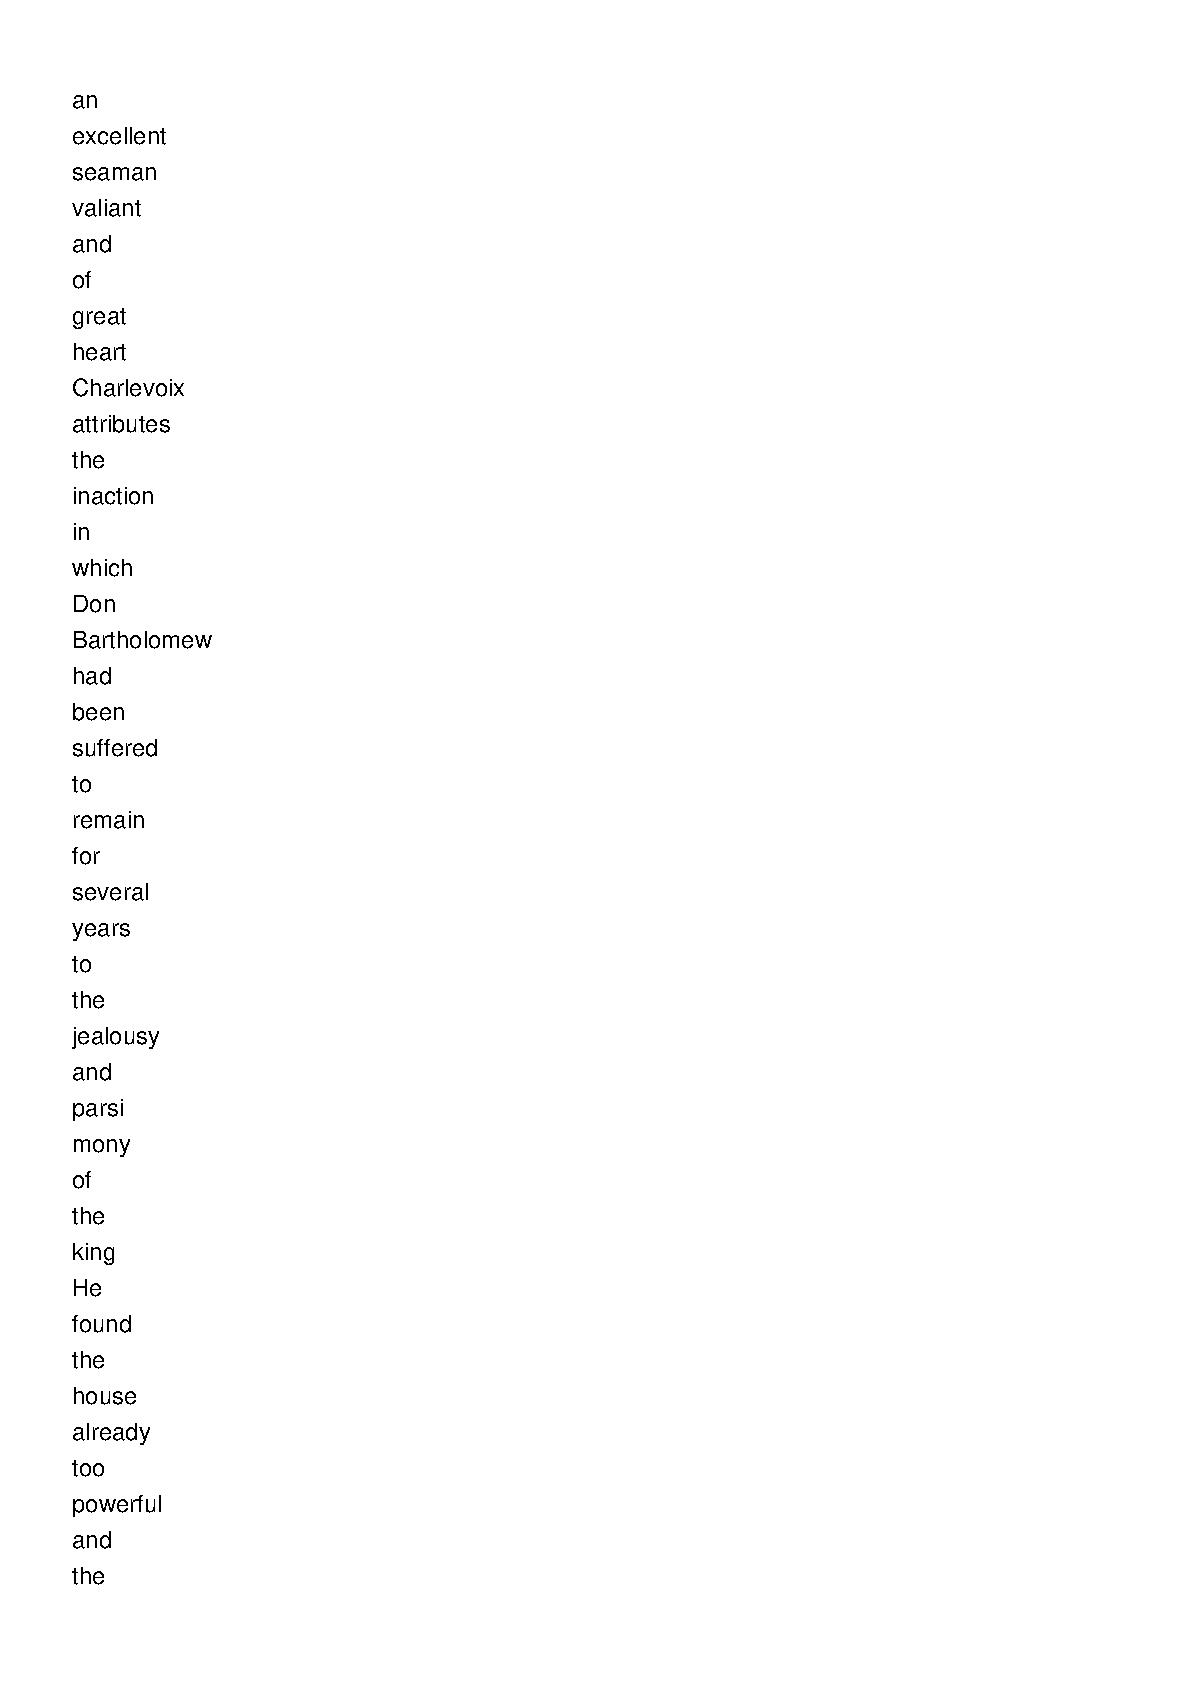 an
excellent
seaman
valiant
and
of
great
heart
Charlevoix
attributes
the
inaction
in
which
Don
Bartholomew
had
been
suffered
to
remain
for
several
years
to
the
jealousy
and
parsi
mony
of
the
king
He
found
the
house
already
too
powerful
and
the